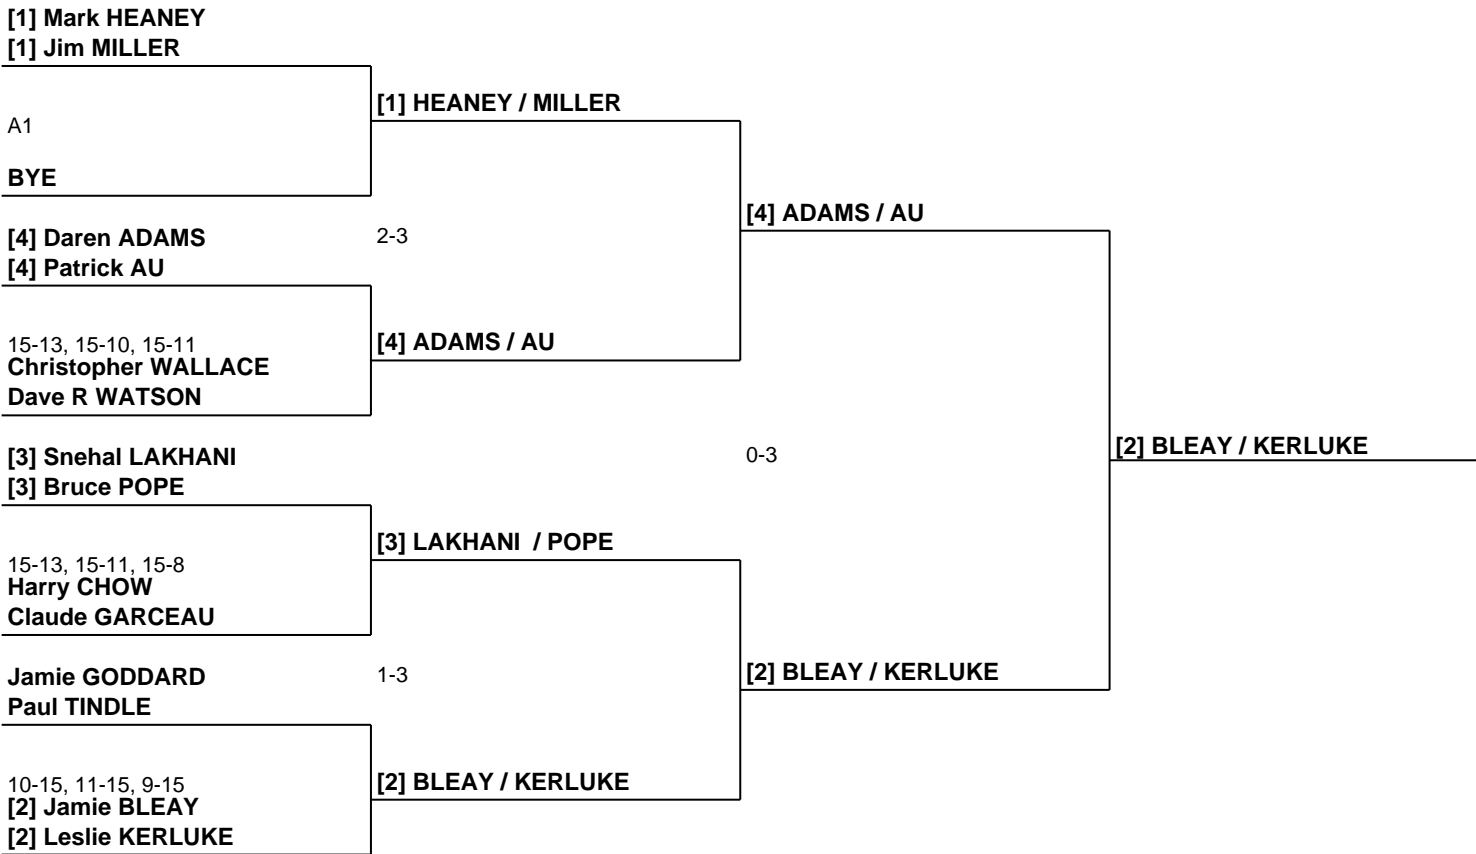 [1] Mark HEANEY
[1] Jim MILLER
[1] HEANEY / MILLER
A1
BYE
[4] ADAMS / AU
[4] Daren ADAMS
2-3
[4] Patrick AU
15-13, 15-10, 15-11
[4] ADAMS / AU
Christopher WALLACE
Dave R WATSON
[2] BLEAY / KERLUKE
[3] Snehal LAKHANI
0-3
[3] Bruce POPE
[3] LAKHANI / POPE
15-13, 15-11, 15-8
Harry CHOW
Claude GARCEAU
Jamie GODDARD
1-3
[2] BLEAY / KERLUKE
Paul TINDLE
10-15, 11-15, 9-15
[2] BLEAY / KERLUKE
[2] Jamie BLEAY
[2] Leslie KERLUKE